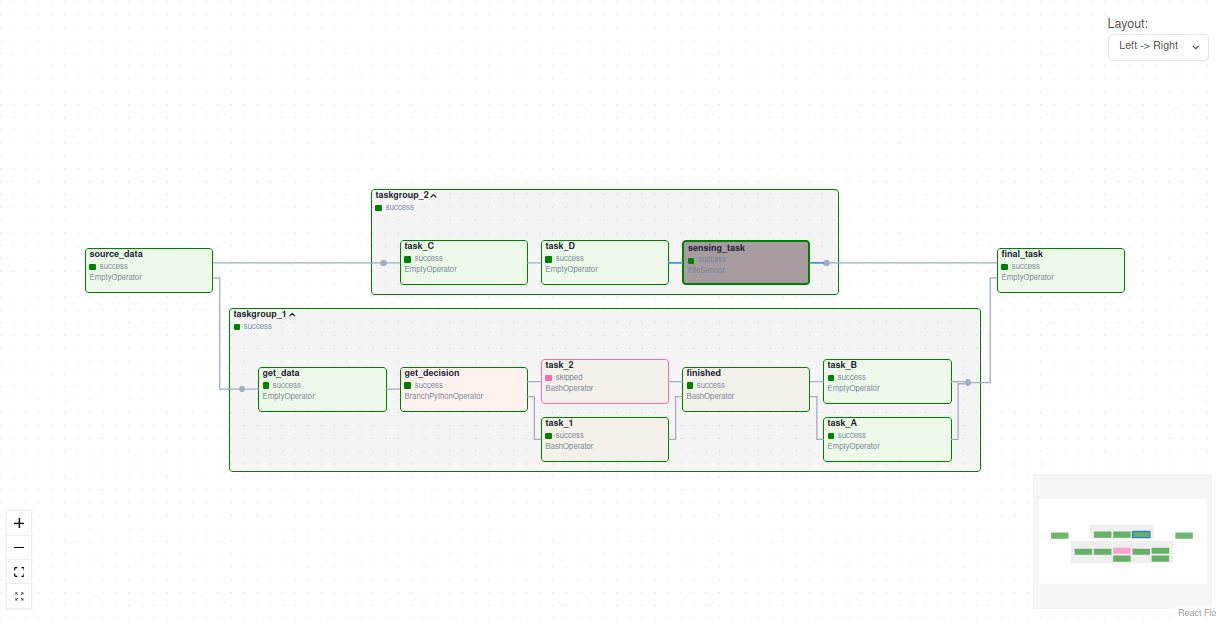 Layout:
Left -> Right
taskgroup_2
success
task_C
success
EmptyOperator
task_D
success
EmptyOperator
sensing_task
success
FileSensor
source_data
success
EmptyOperator
final_task
success
EmptyOperator
taskgroup_1
success
get_data
success
EmptyOperator
get_decision
success
BranchPythonOperator
task_2
skipped
BashOperator
task_1
success
BashOperator
finished
success
BashOperator
task_B
success
EmptyOperator
task_A
success
EmptyOperator
React Flo